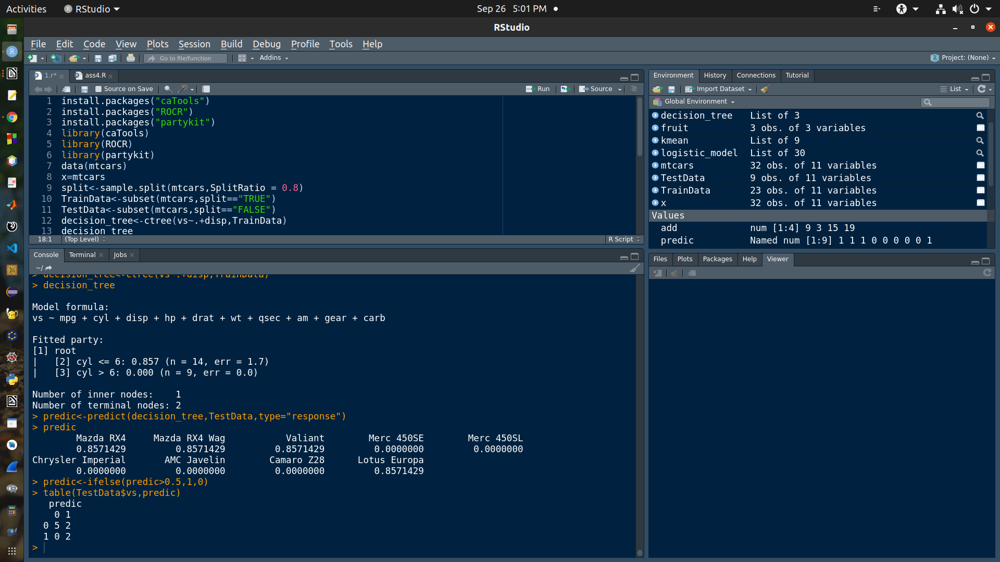 Activities RStudio Sep 26 5:01 PM
RStudio
File Edit Code View Plots Session Build Debug Profile Tools Help
Go to file/function Addins Project: (None)
1.r* ass4.R
Source on Save Run Source
1 install.packages("caTools")
2 install.packages("ROCR")
3 install.packages("partykit")
4 library(caTools)
5 library(ROCR)
6 library(partykit)
7 data(mtcars)
8 x=mtcars
9 split<-sample.split(mtcars,SplitRatio = 0.8)
10 TrainData<-subset(mtcars,split=="TRUE")
11 TestData<-subset(mtcars,split=="FALSE")
12 decision_tree<-ctree(vs~.+disp,TrainData)
13 decision_tree
18:1 (Top Level) R Script
Console Terminal Jobs
~/
> decision_tree<-ctree(vs~.+disp,TrainData)
> decision_tree
Model formula:
vs ~ mpg + cyl + disp + hp + drat + wt + qsec + am + gear + carb
Fitted party:
[1] root
|   [2] cyl <= 6: 0.857 (n = 14, err = 1.7)
|   [3] cyl > 6: 0.000 (n = 9, err = 0.0)
Number of inner nodes:    1
Number of terminal nodes: 2
> predic<-predict(decision_tree,TestData,type="response")
> predic
Mazda RX4 Mazda RX4 Wag Valiant Merc 450SE Merc 450SL
0.8571429 0.8571429 0.8571429 0.0000000 0.0000000
Chrysler Imperial AMC Javelin Camaro Z28 Lotus Europa
0.0000000 0.0000000 0.0000000 0.8571429
> predic<-ifelse(predic>0.5,1,0)
> table(TestData$vs,predic)
predic
0 1
0 5 2
1 0 2
>
Environment History Connections Tutorial
Import Dataset List
Global Environment
decision_tree List of 3
fruit 3 obs. of 3 variables
kmean List of 9
logistic_model List of 30
mtcars 32 obs. of 11 variables
TestData 9 obs. of 11 variables
TrainData 23 obs. of 11 variables
x 32 obs. of 11 variables
Values
add num [1:4] 9 3 15 19
predic Named num [1:9] 1 1 1 0 0 0 0 0 1
Files Plots Packages Help Viewer